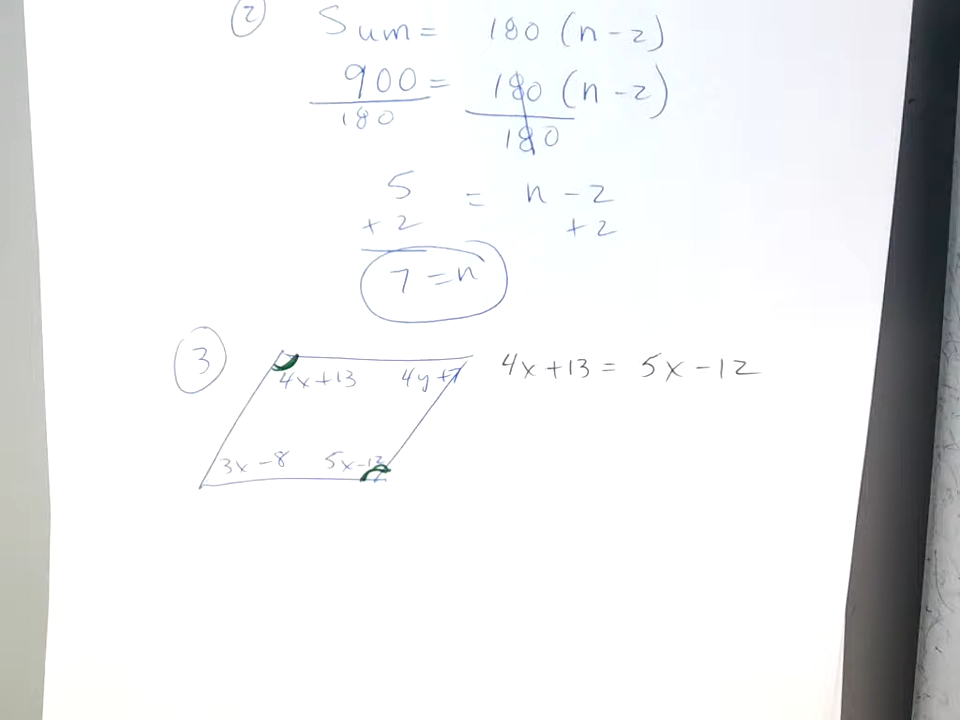 2 Sum = 180 (n-2)
900 = 180 (n-2)
180 180
5 = n-2
+2 +2
7 = n
3 4x+13 4y+7 4x+13 = 5x-12
3x-8 5x-12